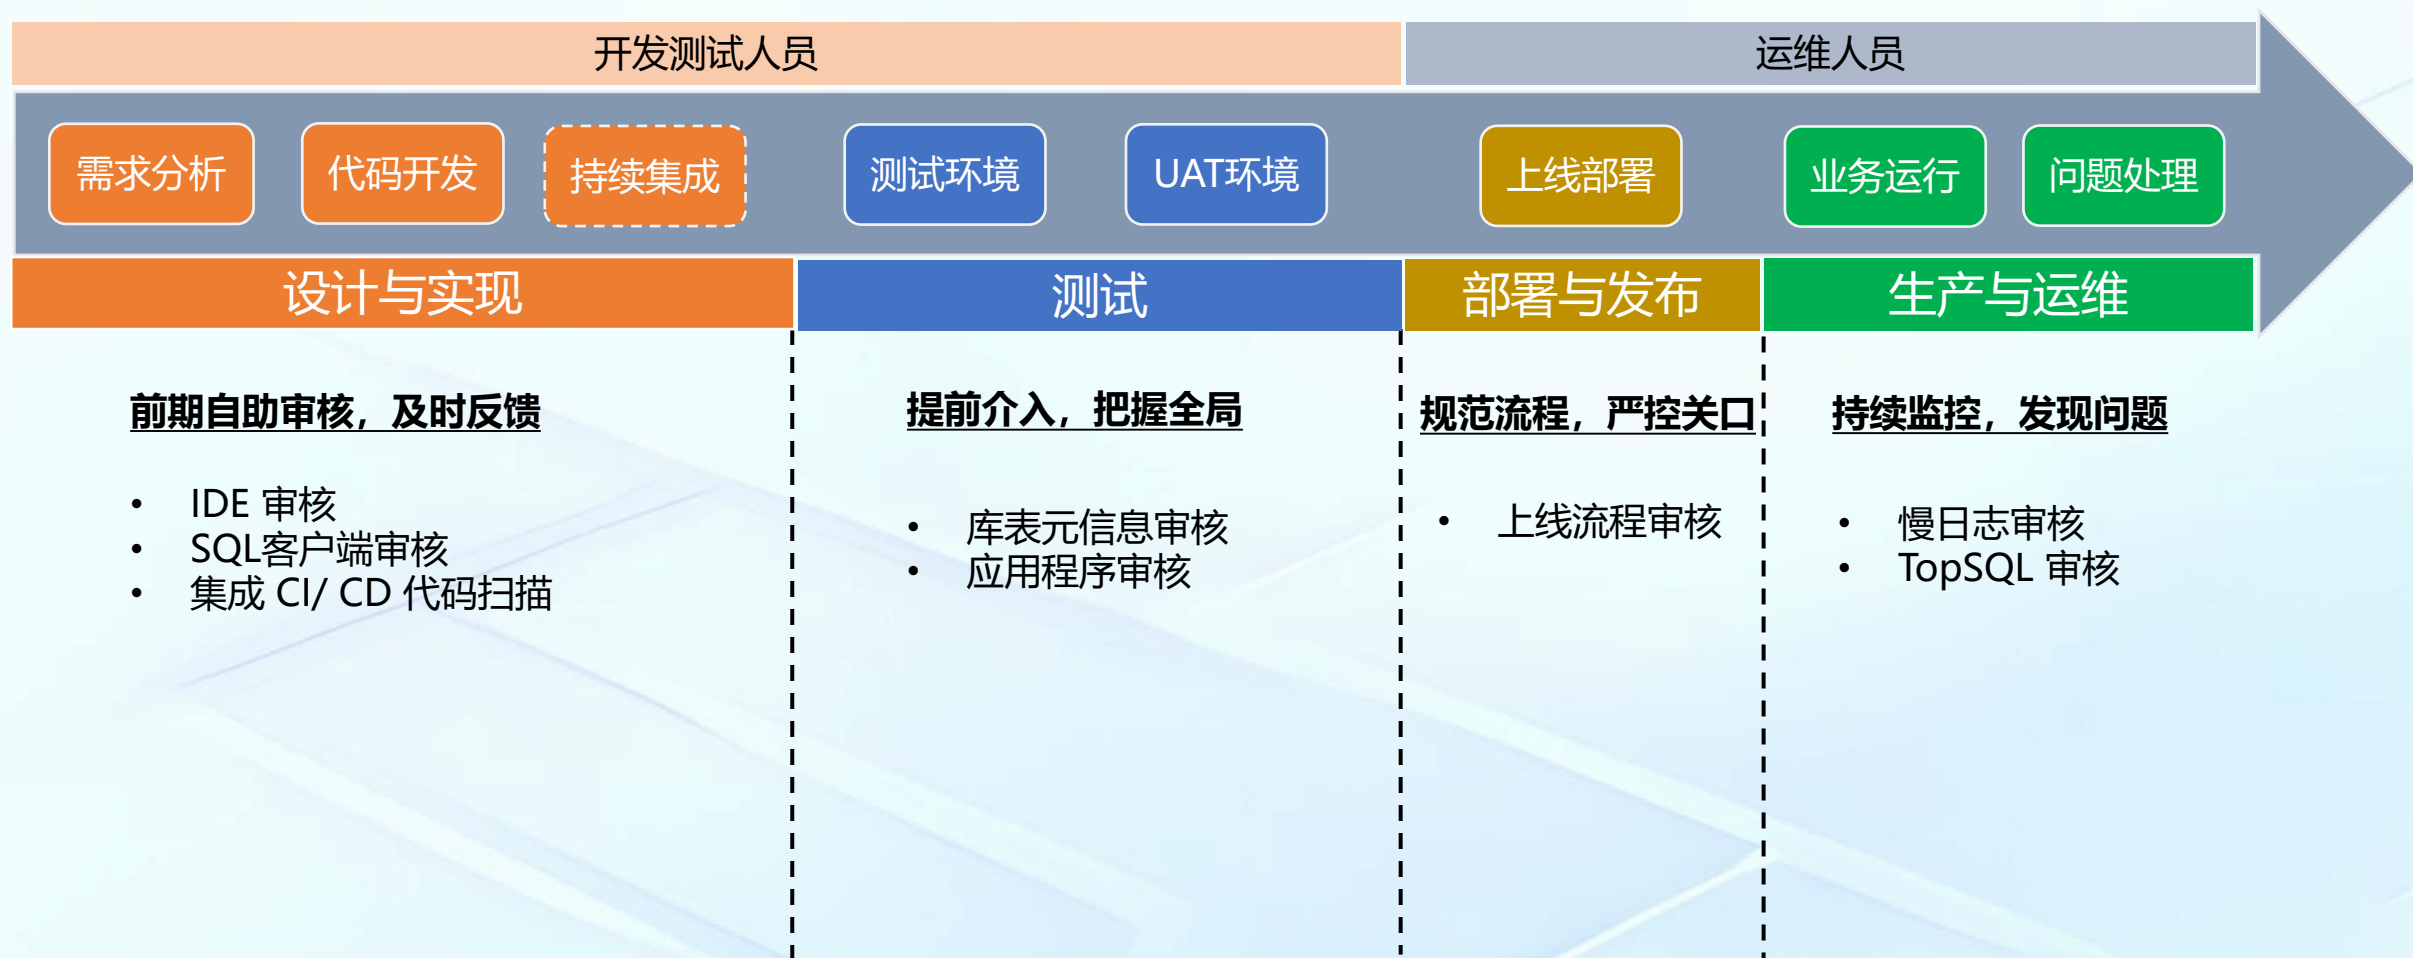 开发测试人员
运维人员
需求分析
代码开发
持续集成
测试环境
UAT环境
上线部署
业务运行
问题处理
设计与实现
测试
部署与发布
生产与运维
前期自助审核，及时反馈
• IDE 审核
• SQL客户端审核
• 集成 CI/ CD 代码扫描
提前介入，把握全局
• 库表元信息审核
• 应用程序审核
规范流程，严控关口
• 上线流程审核
持续监控，发现问题
• 慢日志审核
• TopSQL 审核